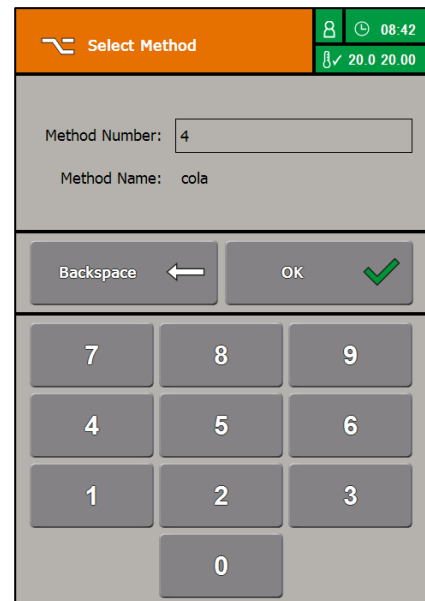 Select Method
08:42
20.0 20.00
Method Number: 4
Method Name: cola
Backspace OK
7 8 9
4 5 6
1 2 3
0